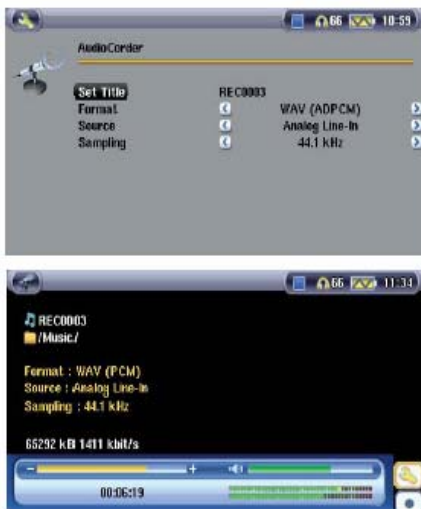 66 10:59
AudioCorder
Set Title REC0003
Format WAV (ADPCM)
Source Analog Line-In
Sampling 44.1 kHz
66 11:34
REC0003
/Music/
Format : WAV (PCM)
Source : Analog Line-In
Sampling : 44.1 kHz
65292 kB 1411 kbit/s
00:06:19